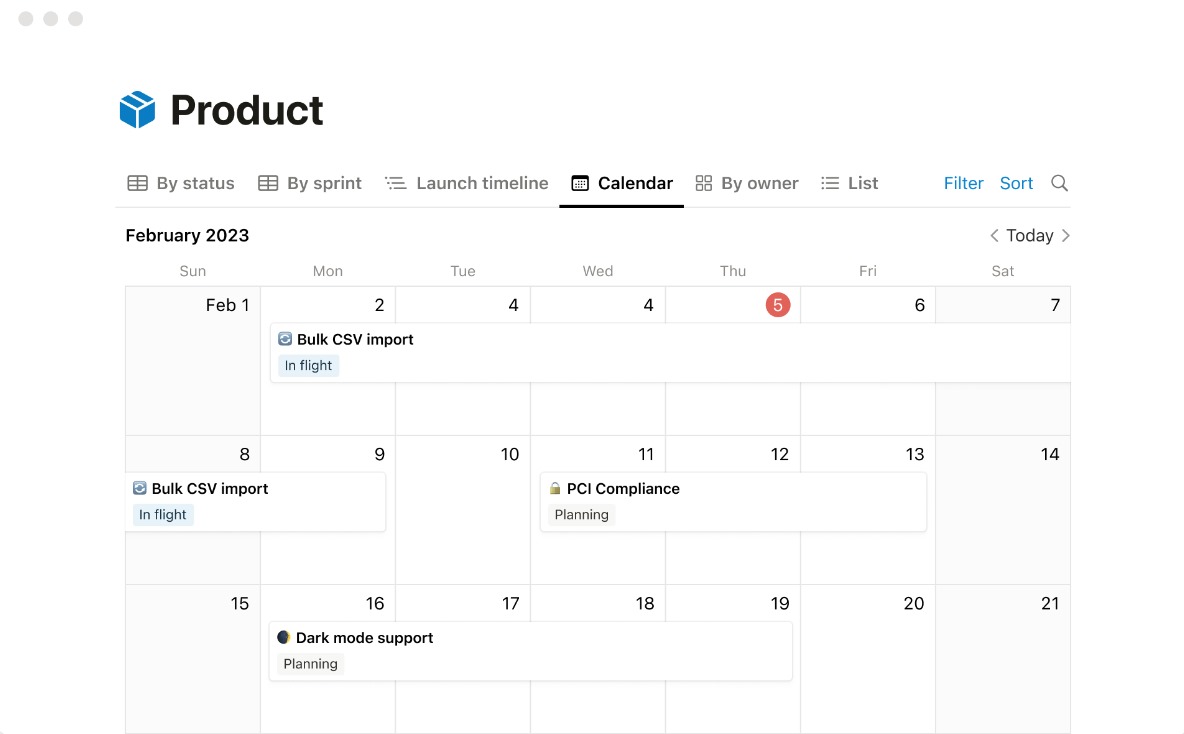 Product
By status By sprint Launch timeline Calendar By owner List Filter Sort
February 2023 Today
Sun Mon Tue Wed Thu Fri Sat
Feb 1 2 4 4 5 6 7
Bulk CSV import
In flight
8 9 10 11 12 13 14
Bulk CSV import PCI Compliance
In flight Planning
15 16 17 18 19 20 21
Dark mode support
Planning